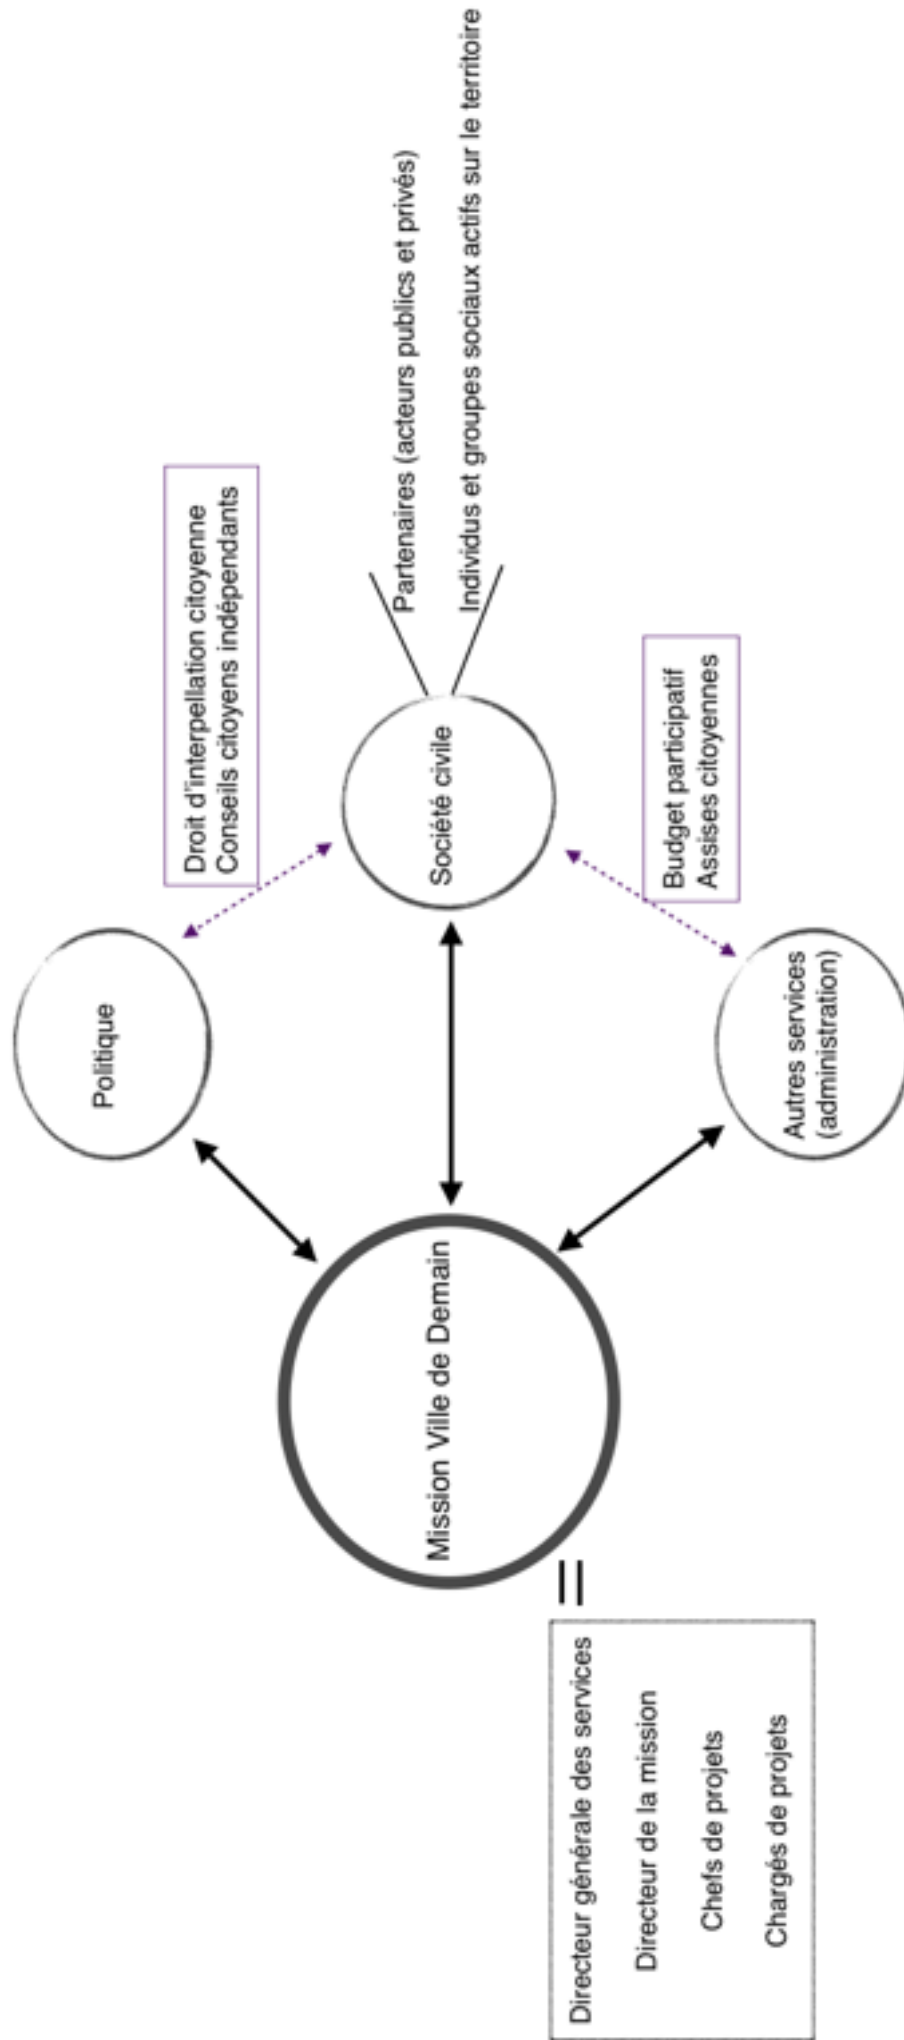 Politique
Droit d'interpellation citoyenne
Conseils citoyens indépendants
Partenaires (acteurs publics et privés)
Mission Ville de Demain
Société civile
Individus et groupes sociaux actifs sur le territoire
Directeur générale des services
Directeur de la mission
Chefs de projets
Chargés de projets
Budget participatif
Assises citoyennes
Autres services
(administration)